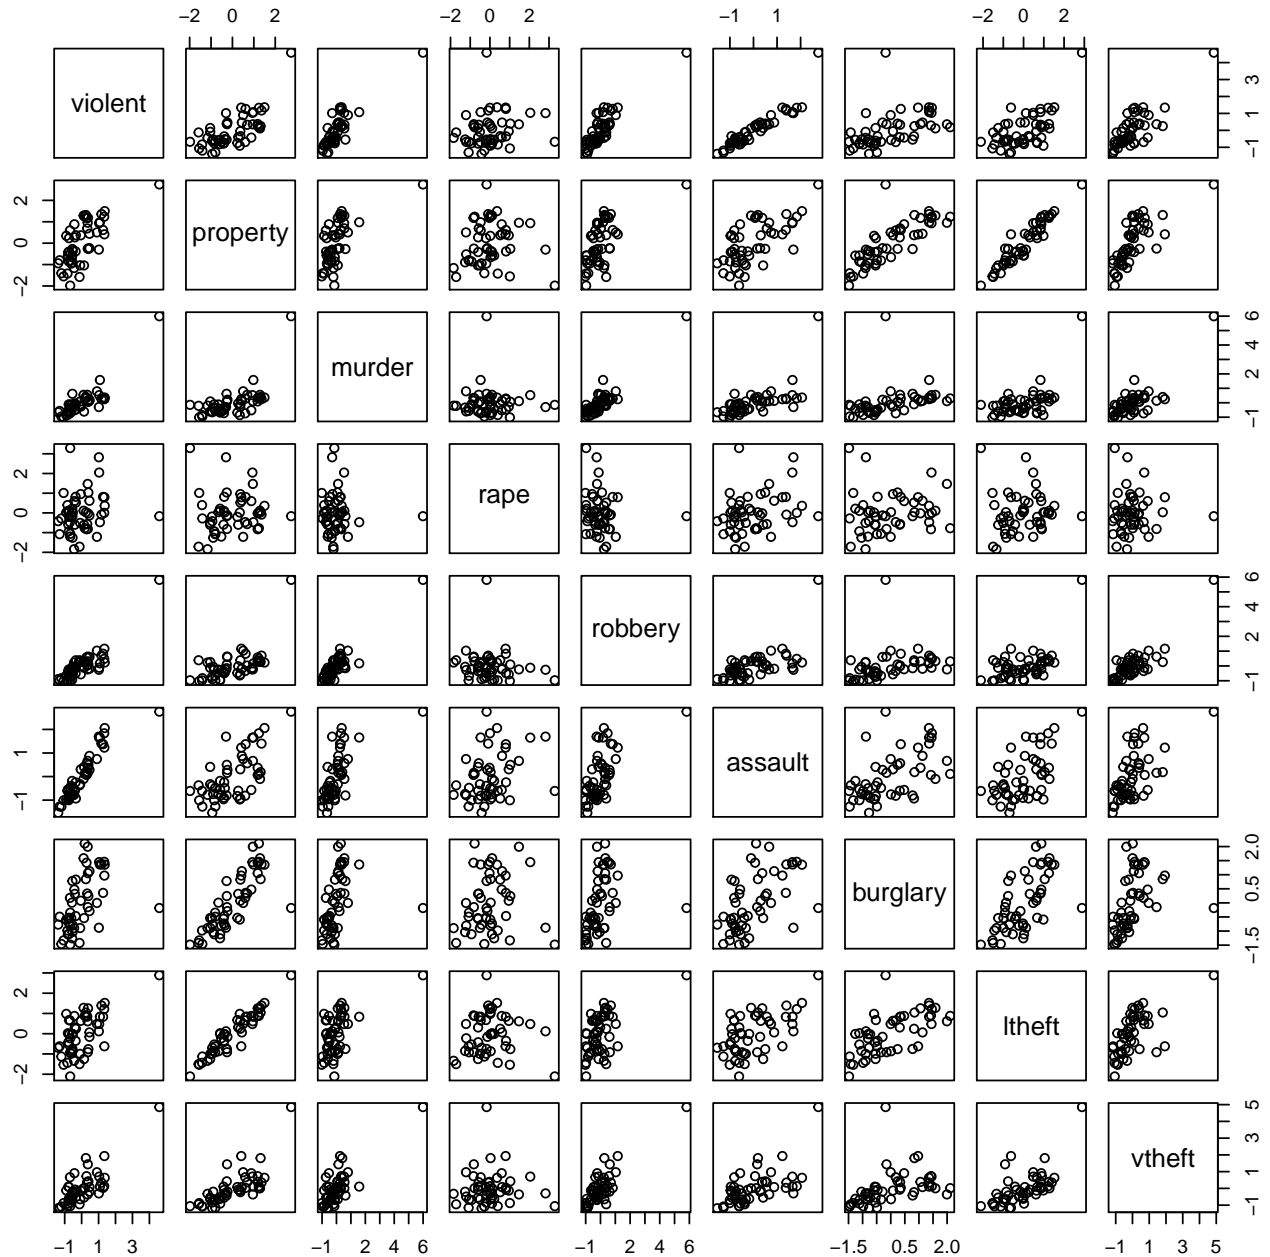 −2 0 2 −2 0 2 −1 1 −2 0 2
violent −1 1 3
−2 0 2 property
murder −1 2 4 6
−2 0 2 rape
robbery −1 2 4 6
−1 1 assault
burglary −1.5 0.5 2.0
−2 0 2 ltheft
vtheft −1 1 3 5
−1 1 3 −1 2 4 6 −1 2 4 6 −1.5 0.5 2.0 −1 1 3 5